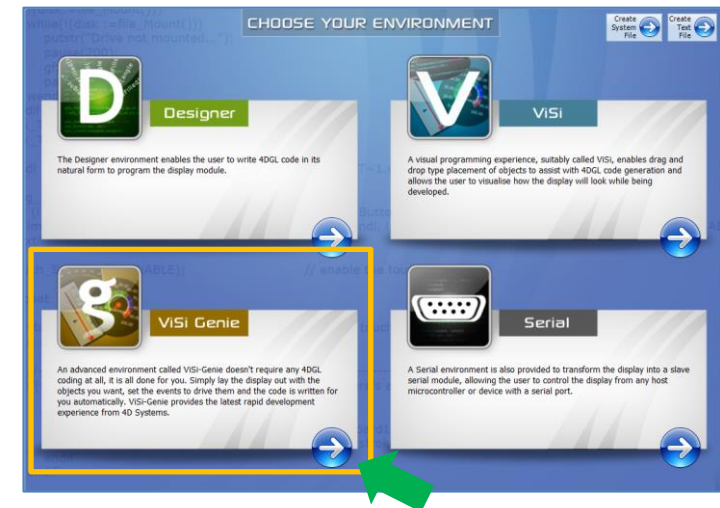 CHOOSE YOUR ENVIRONMENT
Create
System
File
Create
Text
File
D
Designer
The Designer environment enables the user to write 4DGL code in its
natural form to program the display module.
V
ViSi
A visual programming experience, suitably called ViSi, enables drag and
drop type placement of objects to assist with 4DGL code generation and
allows the user to visualise how the display will look while being
developed.
g
ViSi Genie
An advanced environment called ViSi-Genie doesn't require any 4DGL
coding at all, it is all done for you. Simply lay the display out with the
objects you want, set the events to drive them and the code is written for
you automatically. ViSi-Genie provides the latest rapid development
experience from 4D Systems.
Serial
A Serial environment is also provided to transform the display into a slave
serial module, allowing the user to control the display from any host
microcontroller or device with a serial port.